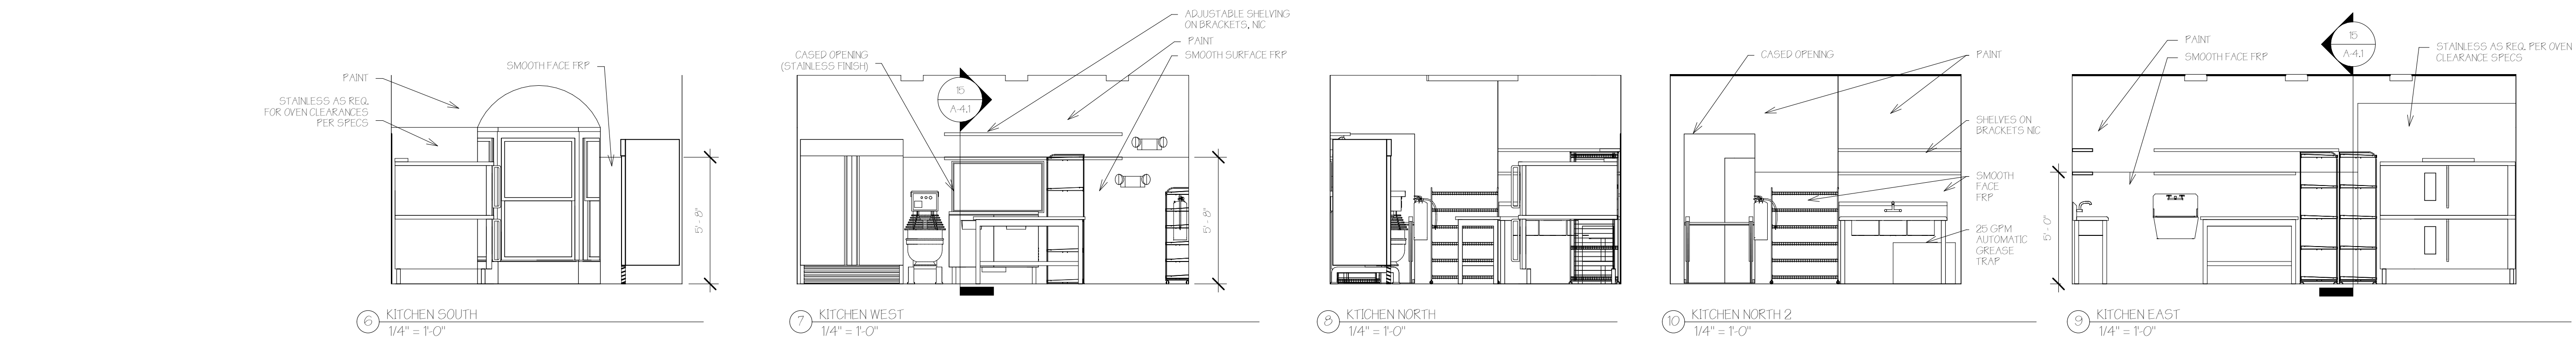 PAINT
STAINLESS AS REQ.
FOR OVEN CLEARANCES
PER SPECS
SMOOTH FACE FRP
5' - 8"
6
KITCHEN SOUTH
1/4" = 1'-0"
ADJUSTABLE SHELVING
ON BRACKETS, NIC
PAINT
SMOOTH SURFACE FRP
CASED OPENING
(STAINLESS FINISH)
15
A-4.1
5' - 8"
7
KITCHEN WEST
1/4" = 1'-0"
8
KTICHEN NORTH
1/4" = 1'-0"
CASED OPENING
PAINT
SHELVES ON
BRACKETS NIC
SMOOTH
FACE
FRP
25 GPM
AUTOMATIC
GREASE
TRAP
10
KITCHEN NORTH 2
1/4" = 1'-0"
PAINT
SMOOTH FACE FRP
15
A-4.1
STAINLESS AS REQ. PER OVEN
CLEARANCE SPECS
5' - 0"
9
KITCHEN EAST
1/4" = 1'-0"